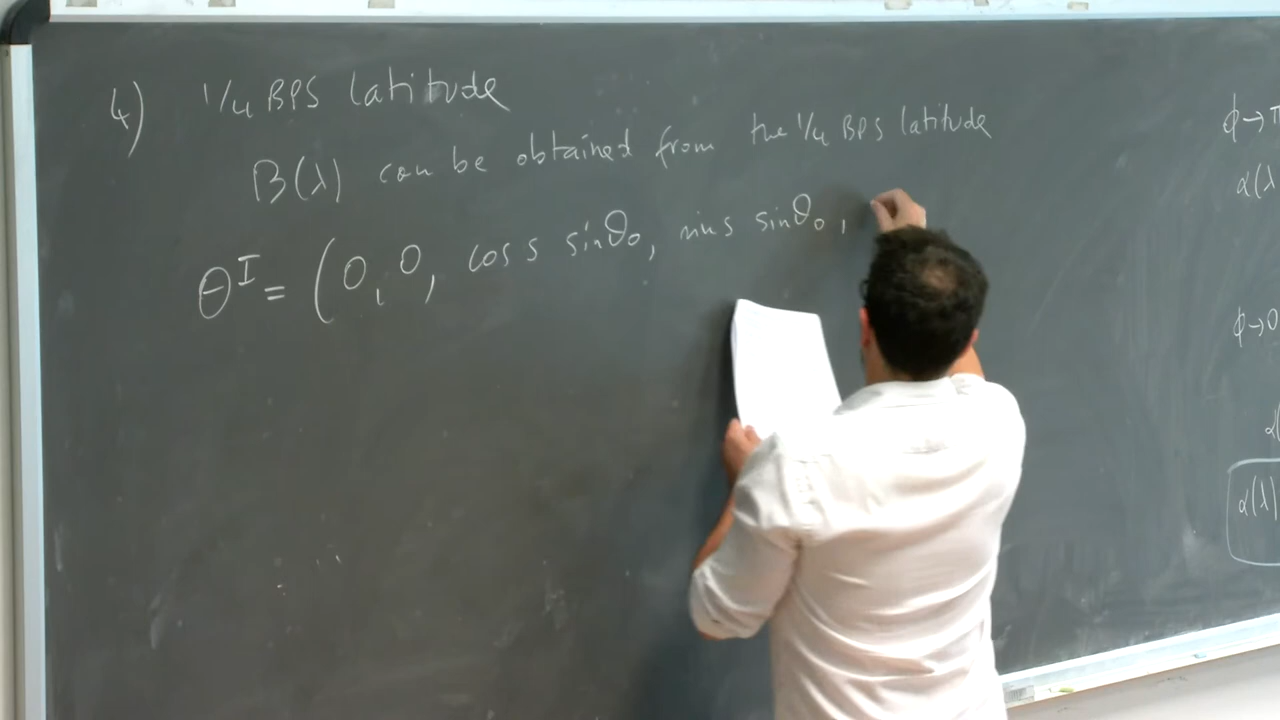 4) 1/4 BPS latitude
B(λ) can be obtained from the 1/4 BPS latitude
Θ^I = (0, 0, cos s sinθ₀, sin s sinθ₀,
φ→π
α(λ
φ→0
α(
α(λ)